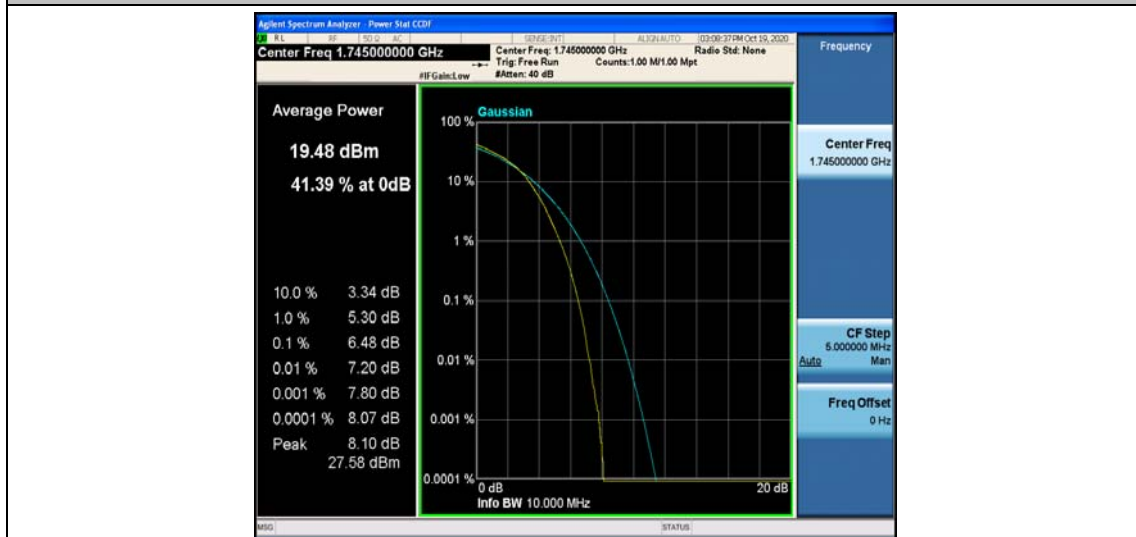 Agilent Spectrum Analyzer - Power Stat CCDF
RL RF 50 Ω AC SENSE:INT ALIGN AUTO 03:08:37 PM Oct 19, 2020
Center Freq 1.745000000 GHz
Center Freq: 1.745000000 GHz Radio Std: None
Trig: Free Run Counts:1.00 M/1.00 Mpt
#IFGain:Low #Atten: 40 dB
Frequency
Average Power
19.48 dBm
41.39 % at 0dB
10.0 % 3.34 dB
1.0 % 5.30 dB
0.1 % 6.48 dB
0.01 % 7.20 dB
0.001 % 7.80 dB
0.0001 % 8.07 dB
Peak 8.10 dB
27.58 dBm
Gaussian
100 %
10 %
1 %
0.1 %
0.01 %
0.001 %
0.0001 %
0 dB 20 dB
Info BW 10.000 MHz
Center Freq
1.745000000 GHz
CF Step
5.000000 MHz
Auto Man
Freq Offset
0 Hz
MSG STATUS